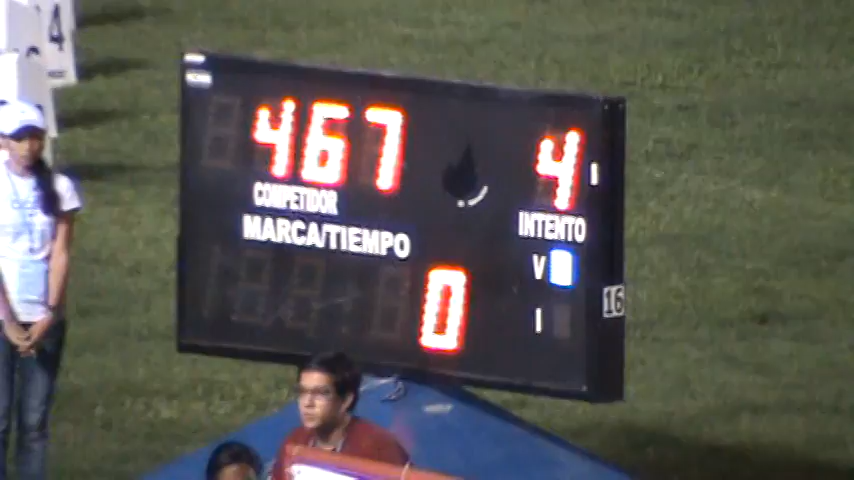 4
467 4
COMPETIDOR INTENTO
MARCA/TIEMPO
V
0
I
16